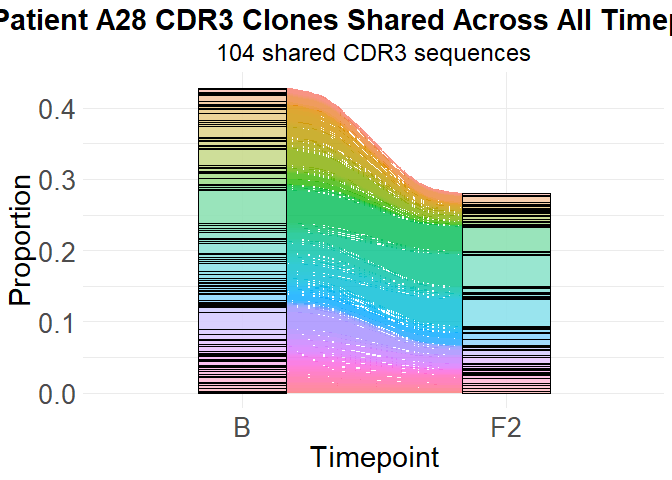 Patient A28 CDR3 Clones Shared Across All Timep
104 shared CDR3 sequences
Proportion
0.4
0.3
0.2
0.1
0.0
B
F2
Timepoint